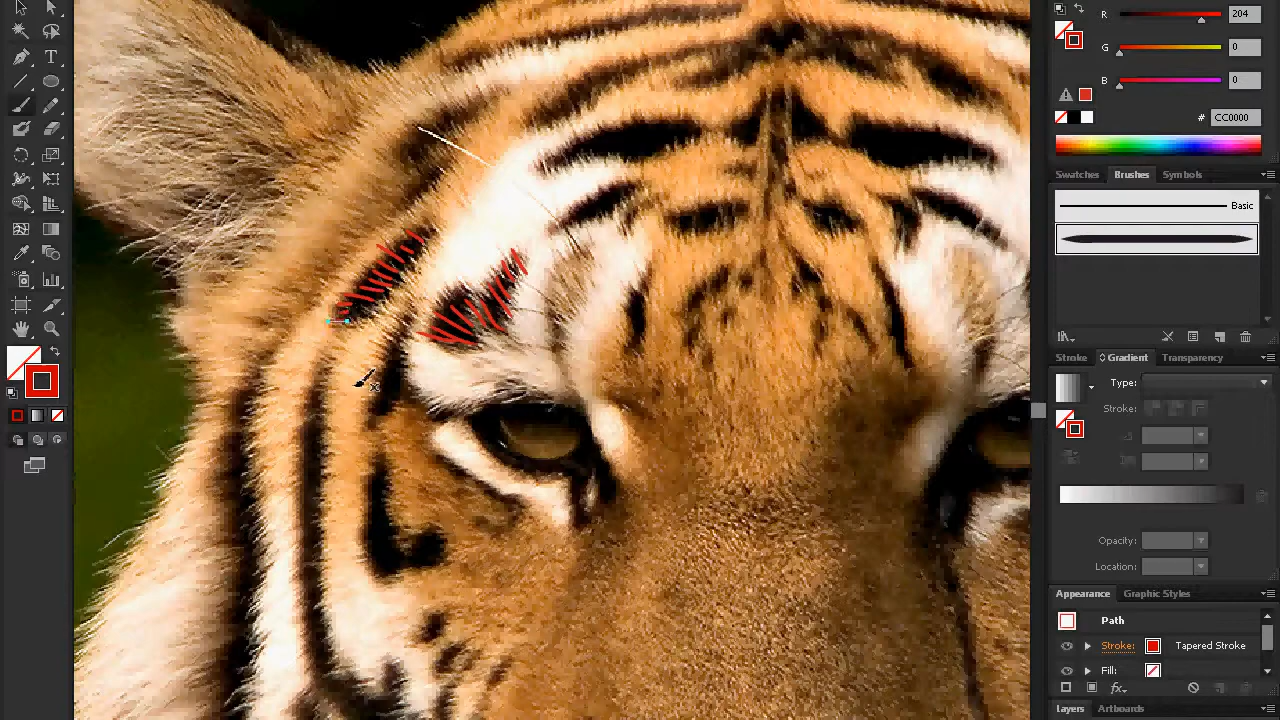 R 204
G 0
B 0
# CC0000
Swatches Brushes Symbols
Basic
Stroke Gradient Transparency
Type:
Stroke:
Opacity:
Location:
Appearance Graphic Styles
Path
Stroke: Tapered Stroke
Fill:
fx
Layers Artboards